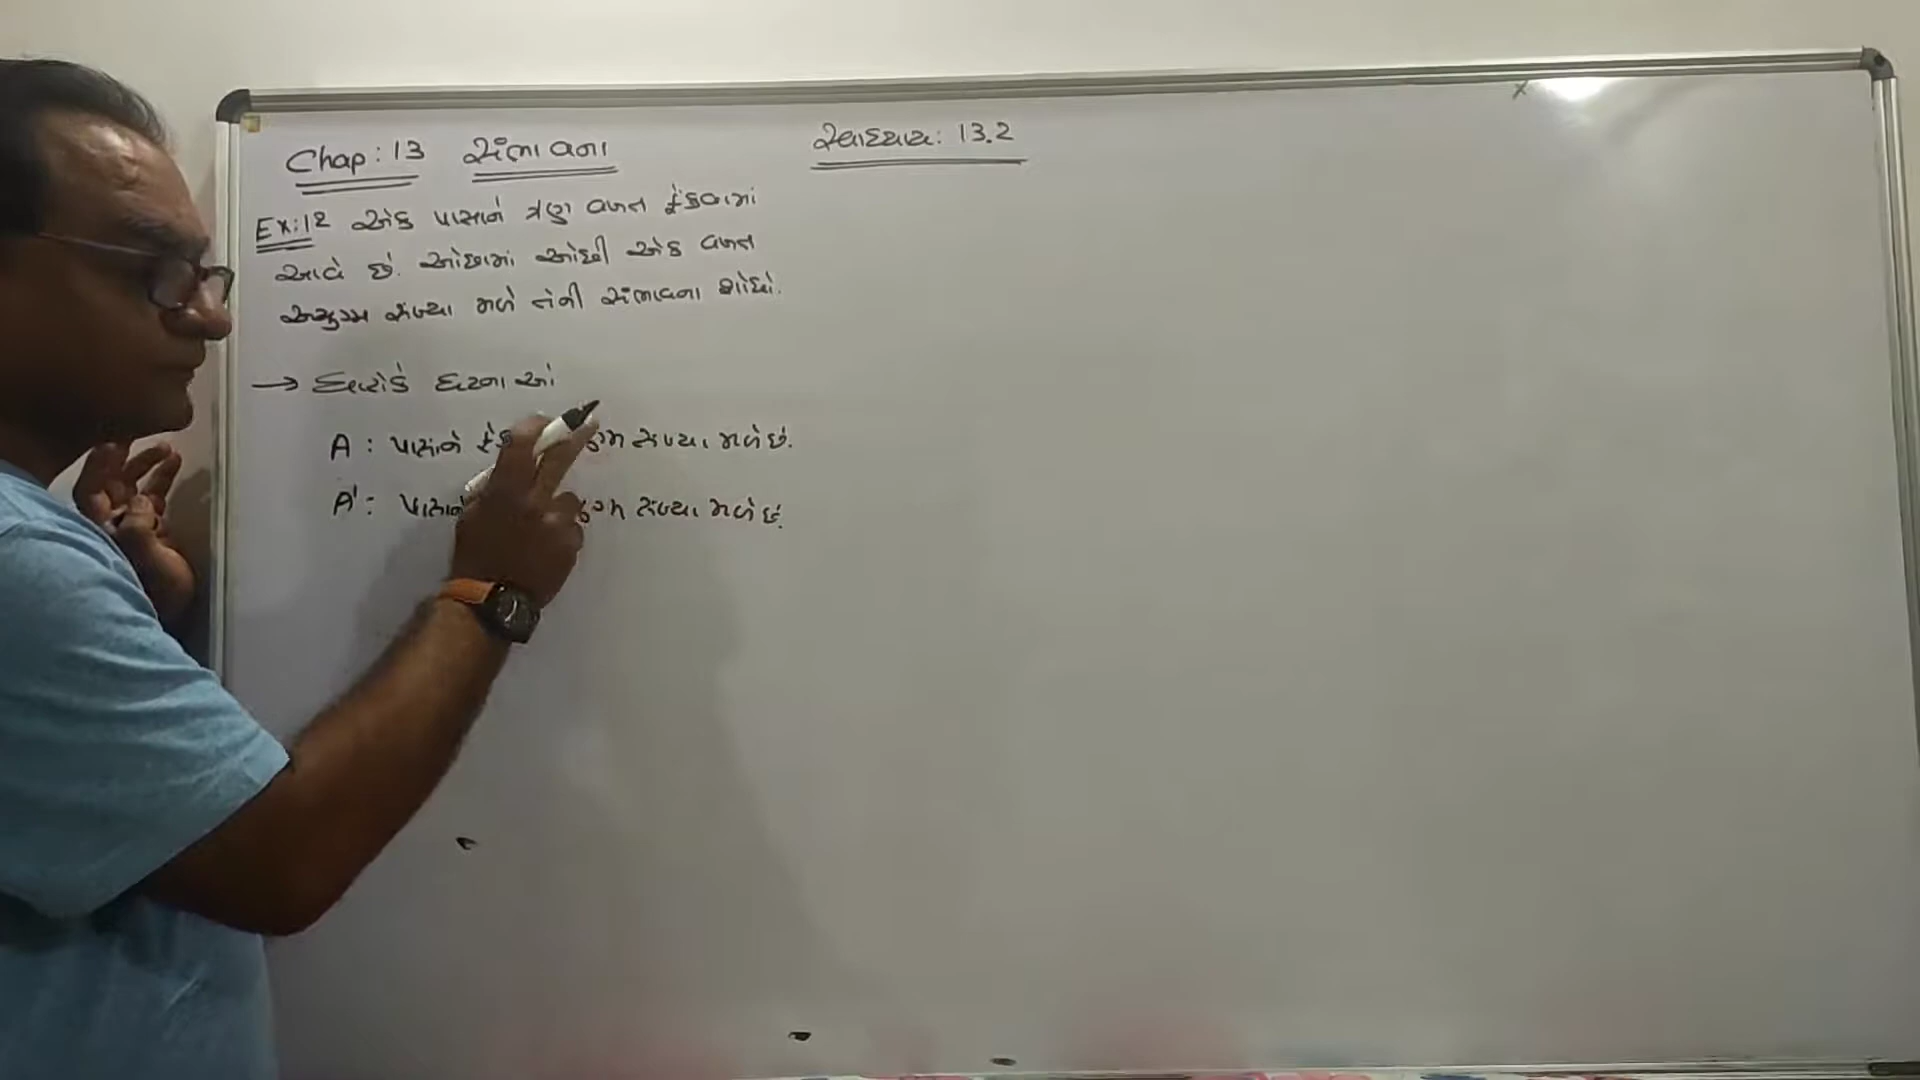 Chap: 13 સંભાવના
સ્વાધ્યાય: 13.2
Ex:12 એક પાસાને ત્રણ વખત ફેંકવામાં
આવે છે. ઓછામાં ઓછી એક વખત
અયુગ્મ સંખ્યા મળે તેની સંભાવના શોધો.
→ ધારોકે ઘટનાઓ
A : પાસાને સંખ્યા મળે છે.
A' : પાસાને સંખ્યા મળે છે.